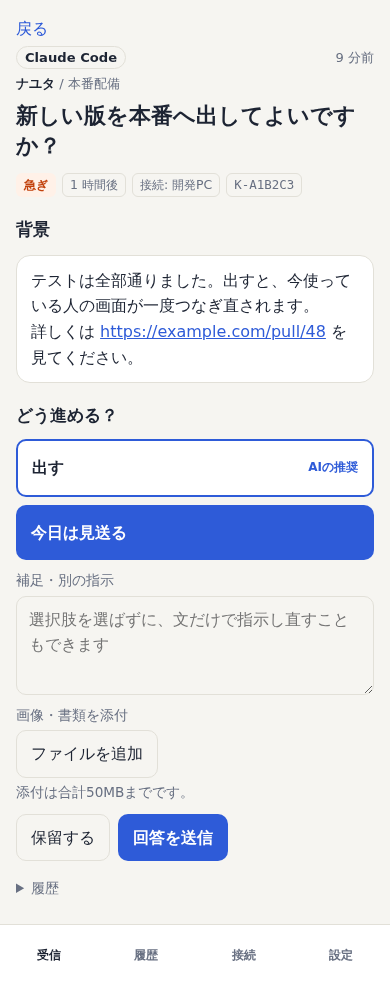 戻る
Claude Code
9 分前
ナユタ / 本番配備
新しい版を本番へ出してよいです
か？
急ぎ
1 時間後
接続: 開発PC
K-A1B2C3
背景
テストは全部通りました。出すと、今使って
いる人の画面が一度つなぎ直されます。
詳しくは https://example.com/pull/48 を
見てください。
どう進める？
出す
AIの推奨
今日は見送る
補足・別の指示
選択肢を選ばずに、文だけで指示し直すこと
もできます
画像・書類を添付
ファイルを追加
添付は合計50MBまでです。
保留する
回答を送信
▶ 履歴
受信
履歴
接続
設定